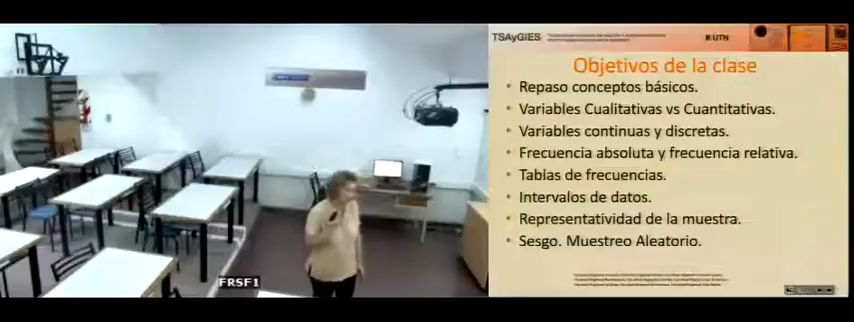 TSAyGIES
UTN
Objetivos de la clase
• Repaso conceptos básicos.
• Variables Cualitativas vs Cuantitativas.
• Variables continuas y discretas.
• Frecuencia absoluta y frecuencia relativa.
• Tablas de frecuencias.
• Intervalos de datos.
• Representatividad de la muestra.
• Sesgo. Muestreo Aleatorio.
FRSF1